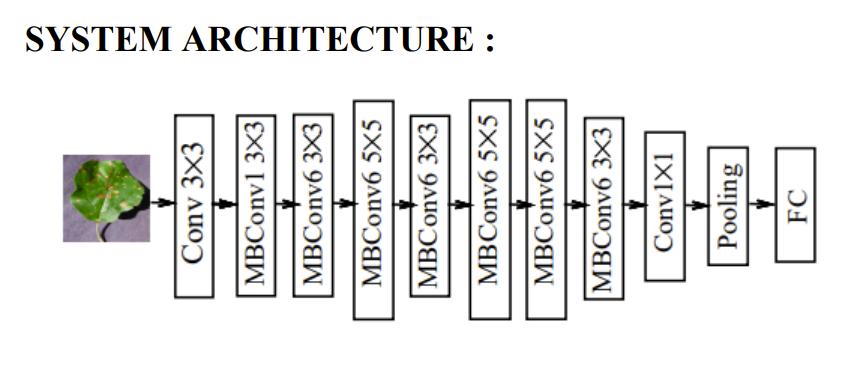 SYSTEM ARCHITECTURE :
Conv 3×3
MBConv1 3×3
MBConv6 3×3
MBConv6 5×5
MBConv6 3×3
MBConv6 5×5
MBConv6 5×5
MBConv6 3×3
Conv1×1
Pooling
FC